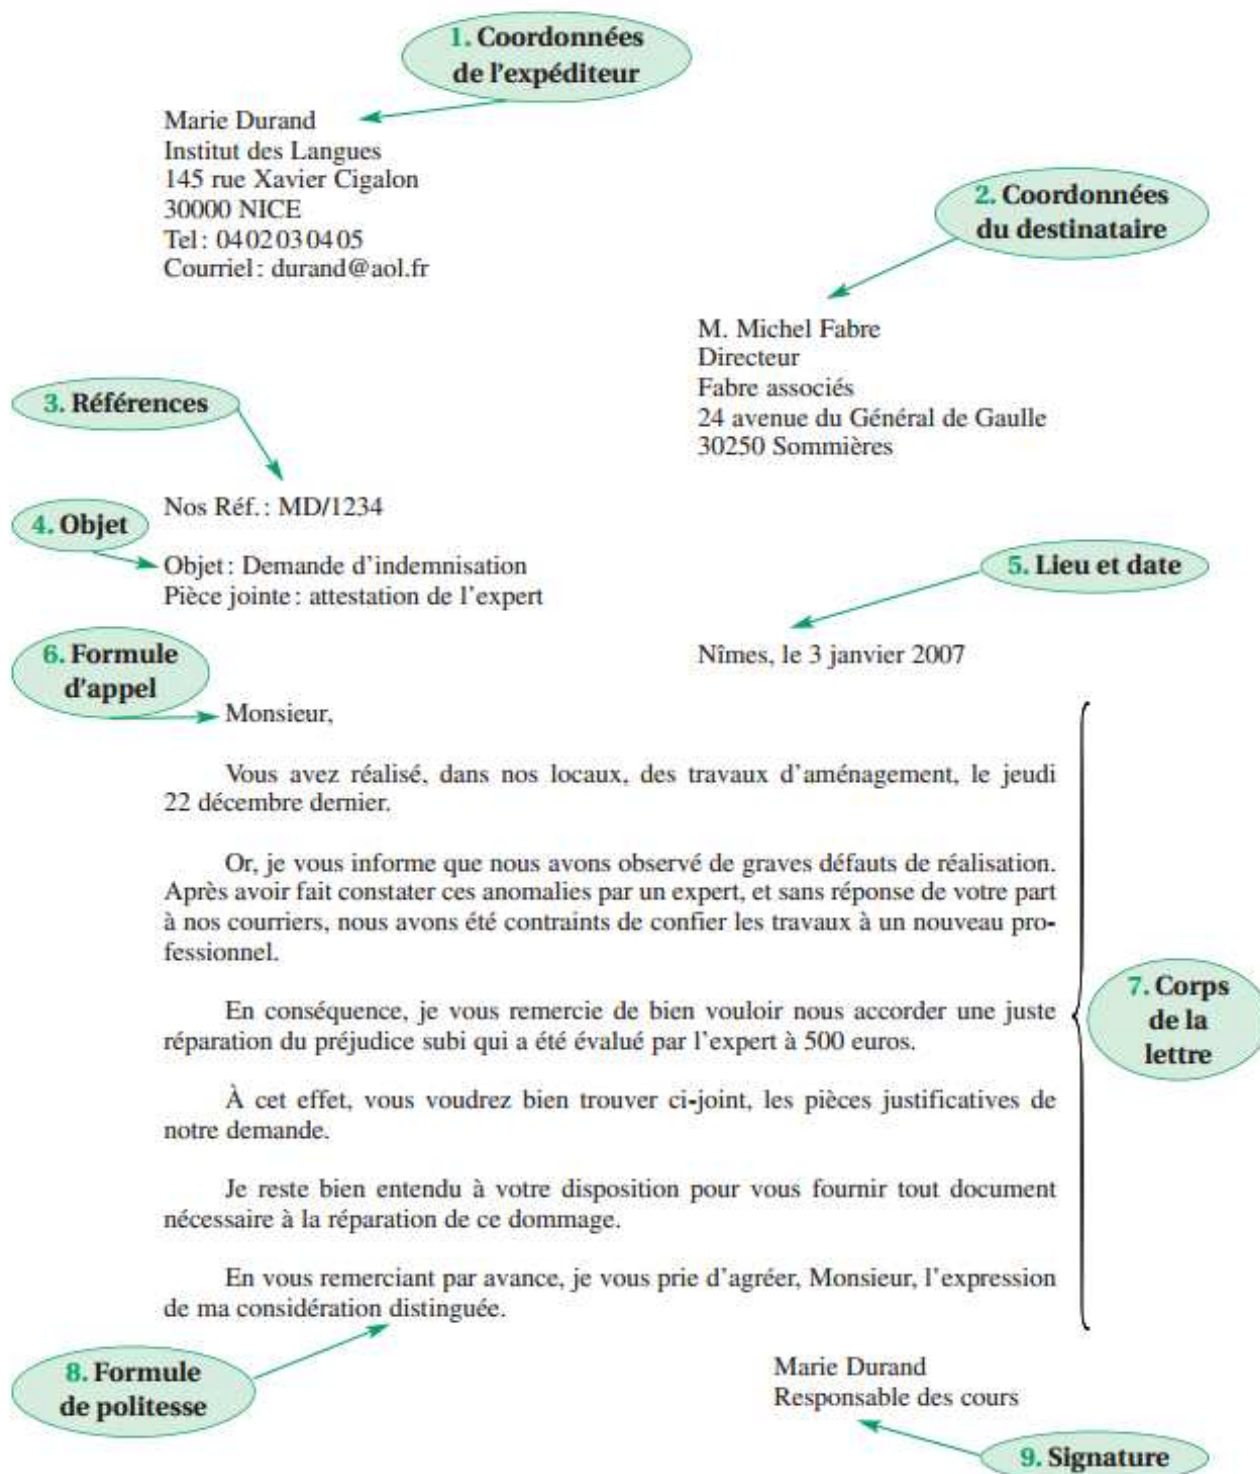 1. Coordonnées
de l'expéditeur
Marie Durand
Institut des Langues
145 rue Xavier Cigalon
30000 NICE
Tel : 04 02 03 04 05
Courriel : durand@aol.fr
2. Coordonnées
du destinataire
M. Michel Fabre
Directeur
Fabre associés
24 avenue du Général de Gaulle
30250 Sommières
3. Références
Nos Réf. : MD/1234
4. Objet
Objet : Demande d'indemnisation
Pièce jointe : attestation de l'expert
5. Lieu et date
Nîmes, le 3 janvier 2007
6. Formule
d'appel
Monsieur,
Vous avez réalisé, dans nos locaux, des travaux d'aménagement, le jeudi
22 décembre dernier.
Or, je vous informe que nous avons observé de graves défauts de réalisation.
Après avoir fait constater ces anomalies par un expert, et sans réponse de votre part
à nos courriers, nous avons été contraints de confier les travaux à un nouveau pro-
fessionnel.
En conséquence, je vous remercie de bien vouloir nous accorder une juste
réparation du préjudice subi qui a été évalué par l'expert à 500 euros.
À cet effet, vous voudrez bien trouver ci-joint, les pièces justificatives de
notre demande.
Je reste bien entendu à votre disposition pour vous fournir tout document
nécessaire à la réparation de ce dommage.
En vous remerciant par avance, je vous prie d'agréer, Monsieur, l'expression
de ma considération distinguée.
7. Corps
de la
lettre
8. Formule
de politesse
Marie Durand
Responsable des cours
9. Signature